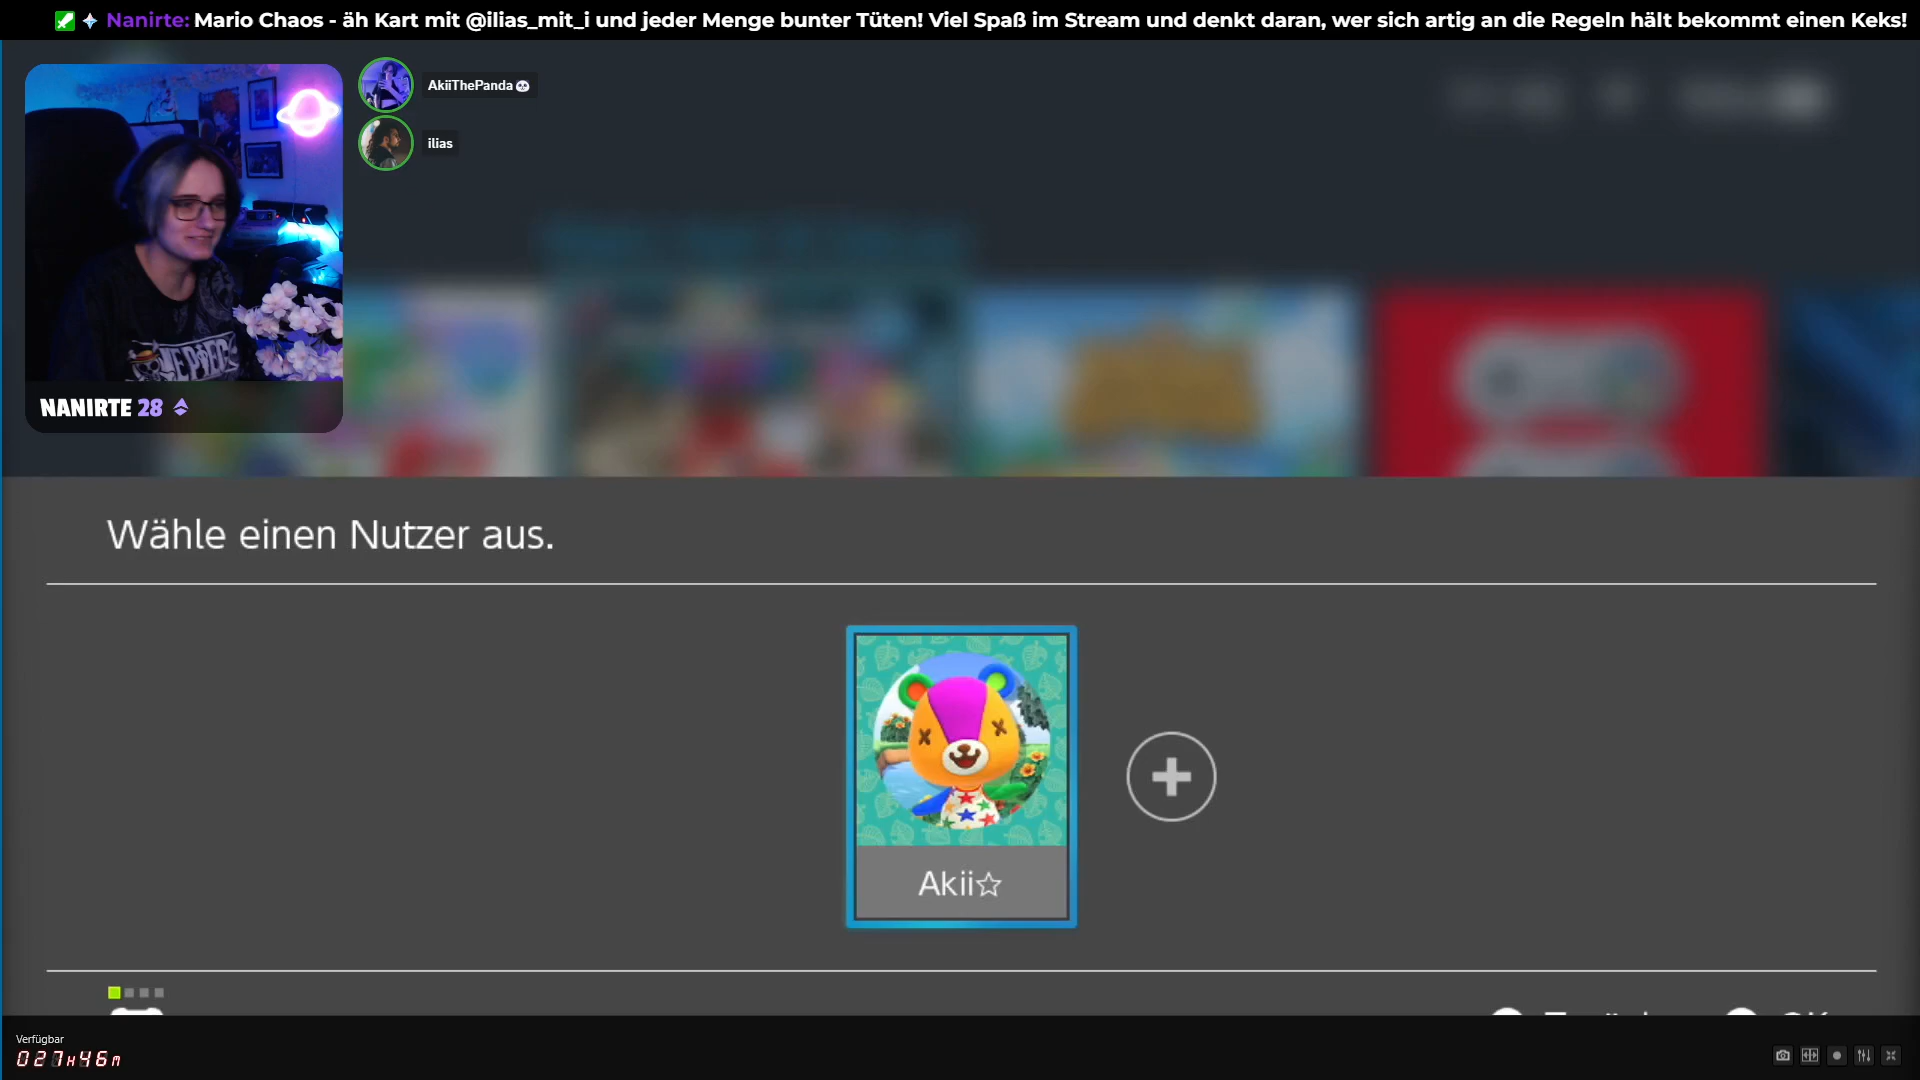 Nanirte: Mario Chaos - äh Kart mit @ilias_mit_i und jeder Menge bunter Tüten! Viel Spaß im Stream und denkt daran, wer sich artig an die Regeln hält bekommt einen Keks!
AkiiThePanda
ilias
NANIRTE 28
Wähle einen Nutzer aus.
Akii☆
Verfügbar
027H46m